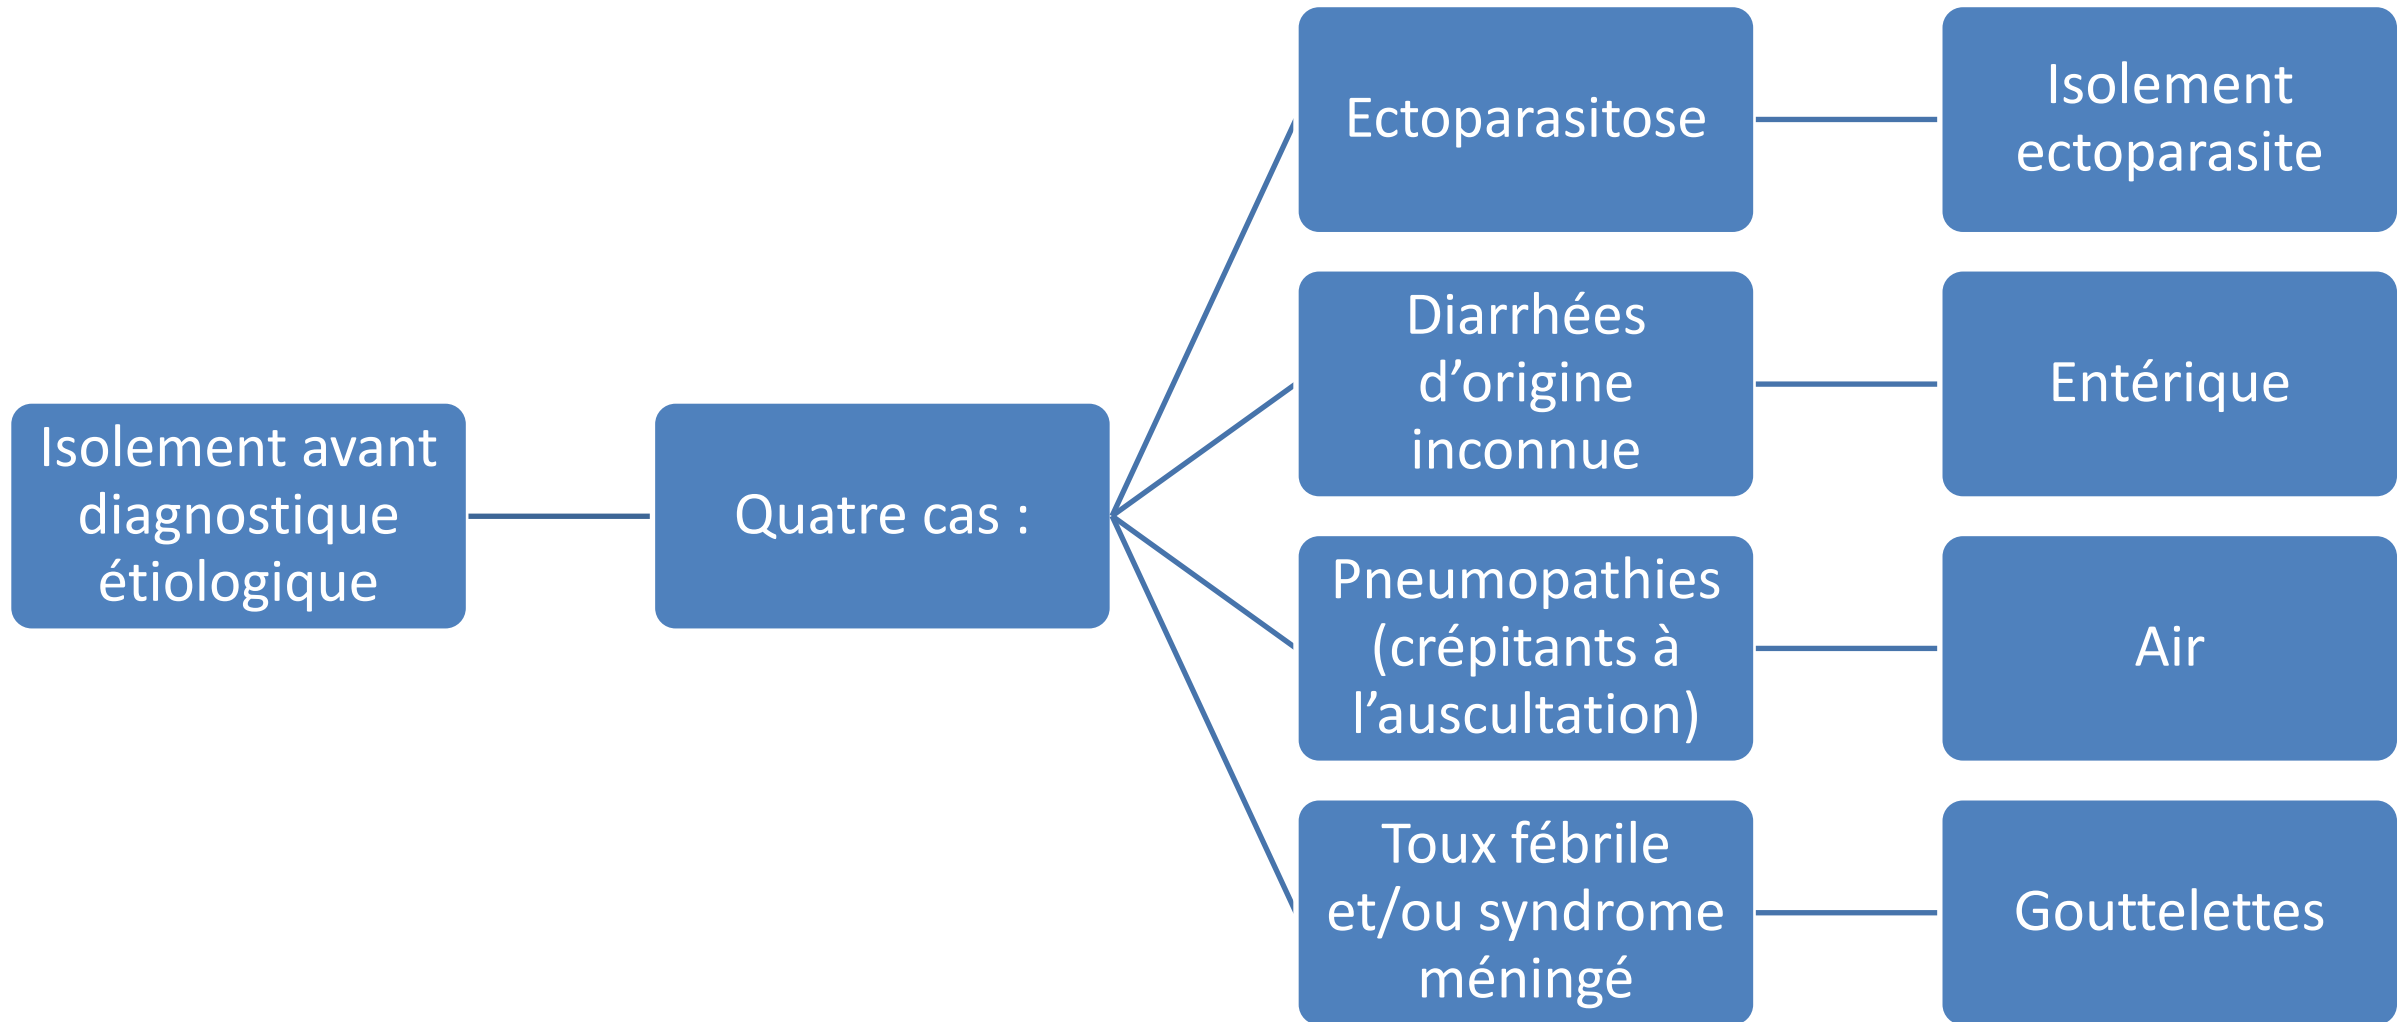 Isolement avant
diagnostique
étiologique
Quatre cas :
Ectoparasitose
Isolement
ectoparasite
Diarrhées
d’origine
inconnue
Entérique
Pneumopathies
(crépitants à
l’auscultation)
Air
Toux fébrile
et/ou syndrome
méningé
Gouttelettes